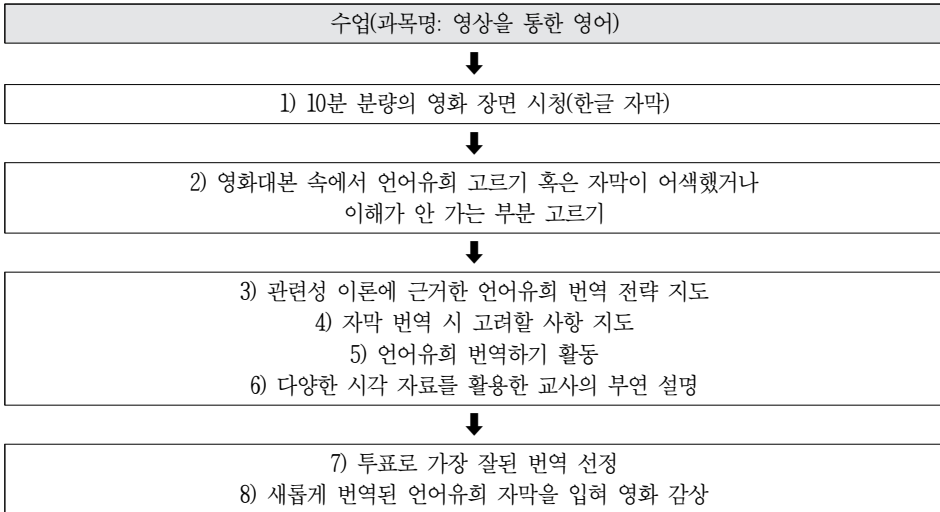 수업(과목명: 영상을 통한 영어)
1) 10분 분량의 영화 장면 시청(한글 자막)
2) 영화대본 속에서 언어유희 고르기 혹은 자막이 어색했거나
이해가 안 가는 부분 고르기
3) 관련성 이론에 근거한 언어유희 번역 전략 지도
4) 자막 번역 시 고려할 사항 지도
5) 언어유희 번역하기 활동
6) 다양한 시각 자료를 활용한 교사의 부연 설명
7) 투표로 가장 잘된 번역 선정
8) 새롭게 번역된 언어유희 자막을 입혀 영화 감상